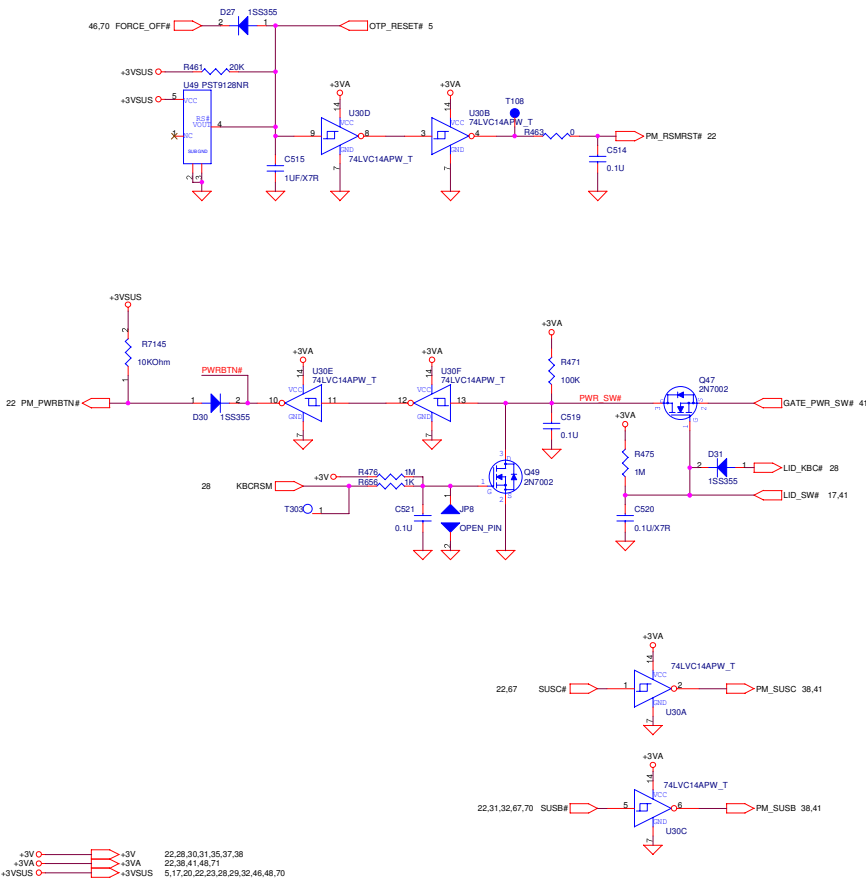 D27 1SS355
46,70 FORCE_OFF# 2 1 OTP_RESET# 5
+3VSUS R461 20K
U49 PST9128NR
+3VSUS 5 VCC
RS#
VOUT 4
1 NC
SUBGND
2 3
C515
1UF/X7R
+3VA
14
U30D
VCC
9 8
GND
74LVC14APW_T
7
+3VA
14
U30B
74LVC14APW_T
VCC
3 4
GND
7
T108
R463 0
PM_RSMRST# 22
C514
0.1U
+3VSUS
2
R7145
10KOhm
1
PWRBTN#
22 PM_PWRBTN# 1 2
D30 1SS355
+3VA
14
U30E
74LVC14APW_T
VCC
10 11
GND
7
+3VA
14
U30F
74LVC14APW_T
VCC
12 13
GND
7
+3VA
R471
100K
PWR_SW#
C519
0.1U
Q47
2N7002
D S
3 2
G
1
GATE_PWR_SW# 41
+3VA
R475
1M
D31
2 1
1SS355
LID_KBC# 28
LID_SW# 17,41
C520
0.1U/X7R
+3V R476 1M
28 KBCRSM R656 1K
T303 1
C521
0.1U
1
JP8
OPEN_PIN
2
3
D
Q49
2N7002
1
G
S
2
+3VA
14
74LVC14APW_T
VCC
22,67 SUSC# 1 2 PM_SUSC 38,41
GND
U30A
7
+3VA
14
74LVC14APW_T
VCC
22,31,32,67,70 SUSB# 5 6 PM_SUSB 38,41
GND
U30C
7
+3V +3V 22,28,30,31,35,37,38
+3VA +3VA 22,38,41,48,71
+3VSUS +3VSUS 5,17,20,22,23,28,29,32,46,48,70